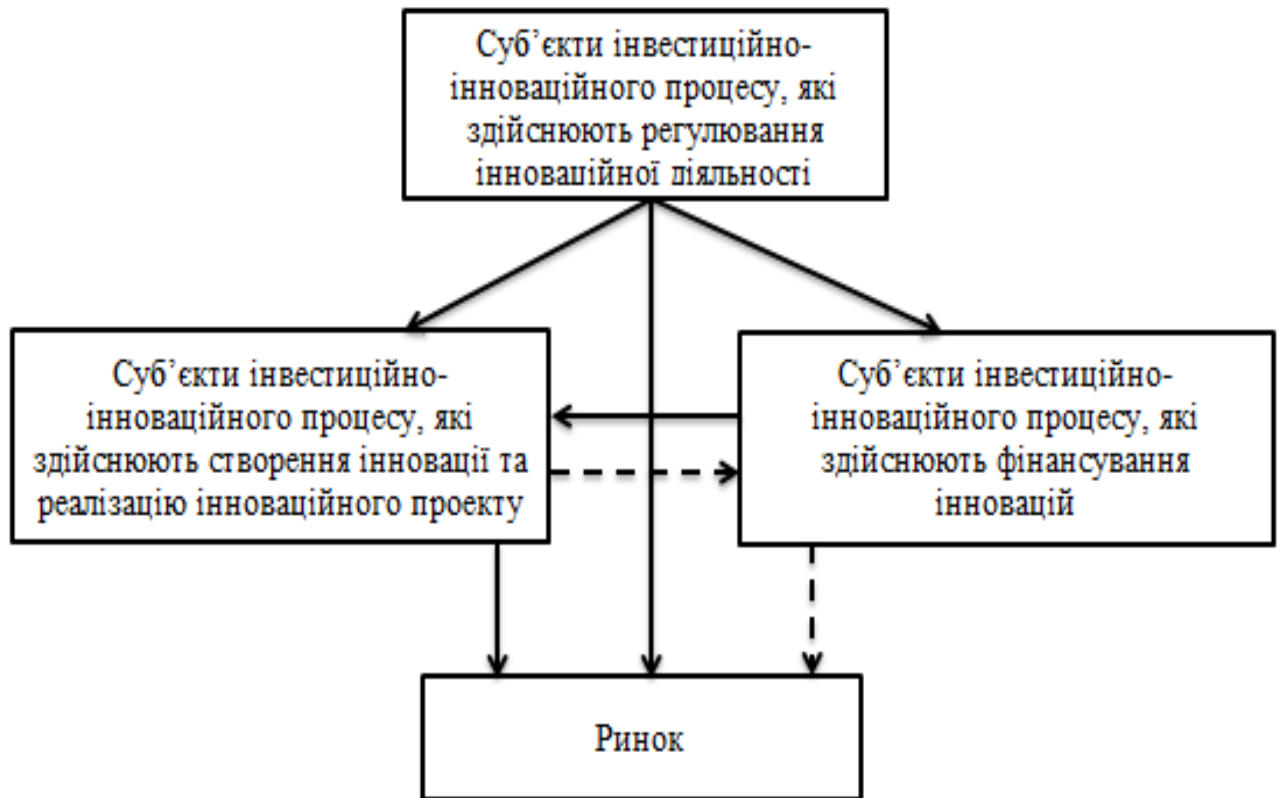 Суб’єкти інвестиційно-
інноваційного процесу, які
здійснюють регулювання
інноваційної діяльності
Суб’єкти інвестиційно-
інноваційного процесу, які
здійснюють створення інновації та
реалізацію інноваційного проекту
Суб’єкти інвестиційно-
інноваційного процесу, які
здійснюють фінансування
інновацій
Ринок